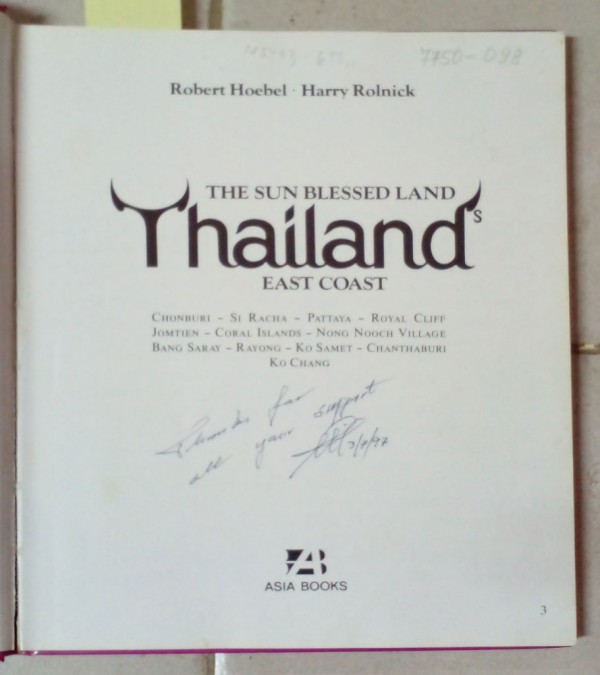 7750-098
Robert Hoebel · Harry Rolnick
THE SUN BLESSED LAND
Thailand's
EAST COAST
CHONBURI – SI RACHA – PATTAYA – ROYAL CLIFF
JOMTIEN – CORAL ISLANDS – NONG NOOCH VILLAGE
BANG SARAY – RAYONG – KO SAMET – CHANTHABURI
KO CHANG
Thanks for
all your support
AB
ASIA BOOKS
3